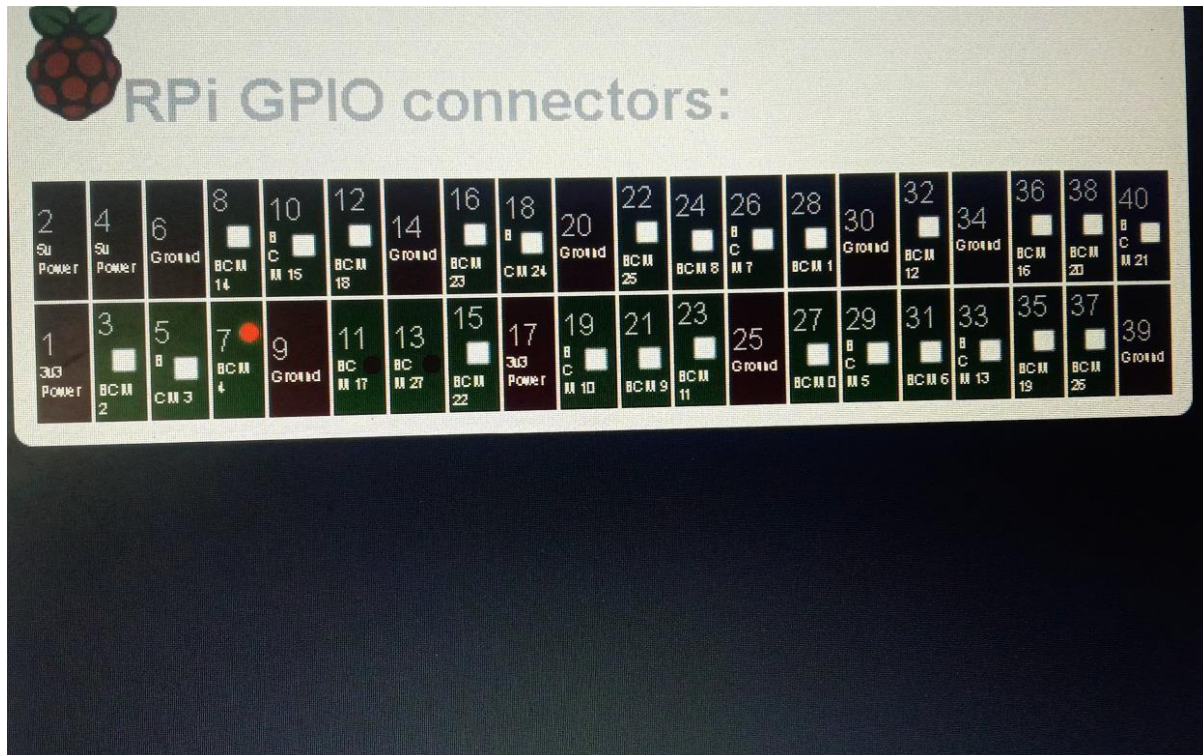 RPi GPIO connectors:
2
5v
Power
4
5v
Power
6
Ground
8
BCM
14
10
B
C
M 15
12
BCM
18
14
Ground
16
BCM
23
18
B
CM 24
20
Ground
22
BCM
25
24
BCM 8
26
B
C
M 7
28
BCM 1
30
Ground
32
BCM
12
34
Ground
36
BCM
16
38
BCM
20
40
B
C
M 21
1
3v3
Power
3
BCM
2
5
B
CM 3
7
BCM
4
9
Ground
11
BC
M 17
13
BC
M 27
15
BCM
22
17
3v3
Power
19
B
C
M 10
21
BCM 9
23
BCM
11
25
Ground
27
BCM 0
29
B
C
M 5
31
BCM 6
33
B
C
M 13
35
BCM
19
37
BCM
26
39
Ground